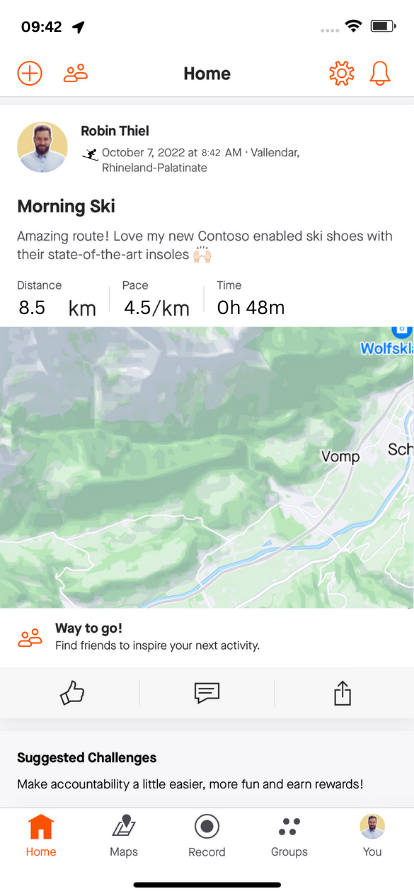 09:42
Home
Robin Thiel
October 7, 2022 at 8:42 AM · Vallendar,
Rhineland-Palatinate
Morning Ski
Amazing route! Love my new Contoso enabled ski shoes with
their state-of-the-art insoles 🙌🏻
Distance Pace Time
8.5 km 4.5/km 0h 48m
Wolfskl
Vomp
Sch
Way to go!
Find friends to inspire your next activity.
Suggested Challenges
Make accountability a little easier, more fun and earn rewards!
Home Maps Record Groups You